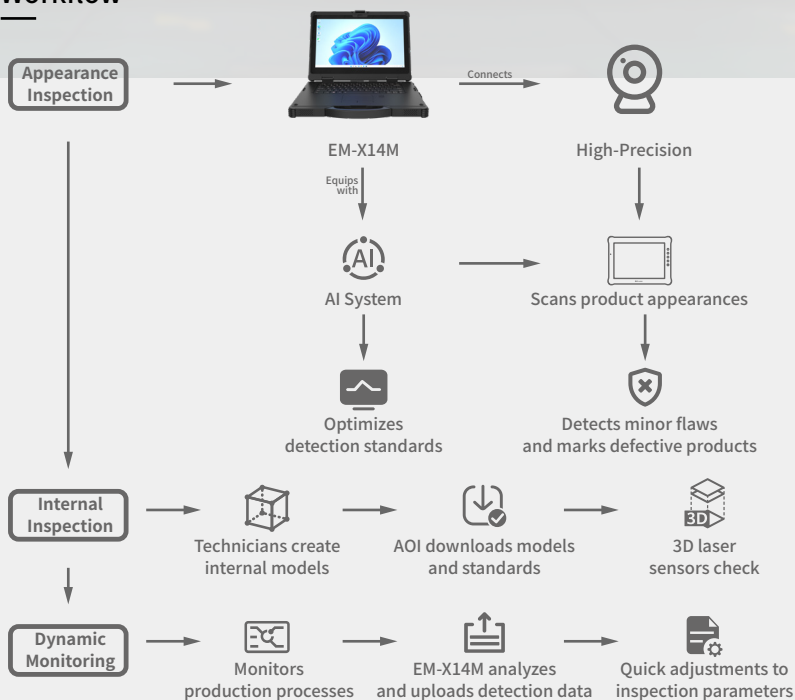 Workflow
Appearance
Inspection
Connects
EM-X14M
High-Precision
Equips
with
AI
AI System
Scans product appearances
Optimizes
detection standards
Detects minor flaws
and marks defective products
Internal
Inspection
Technicians create
internal models
AOI downloads models
and standards
3D
3D laser
sensors check
Dynamic
Monitoring
Monitors
production processes
EM-X14M analyzes
and uploads detection data
Quick adjustments to
inspection parameters